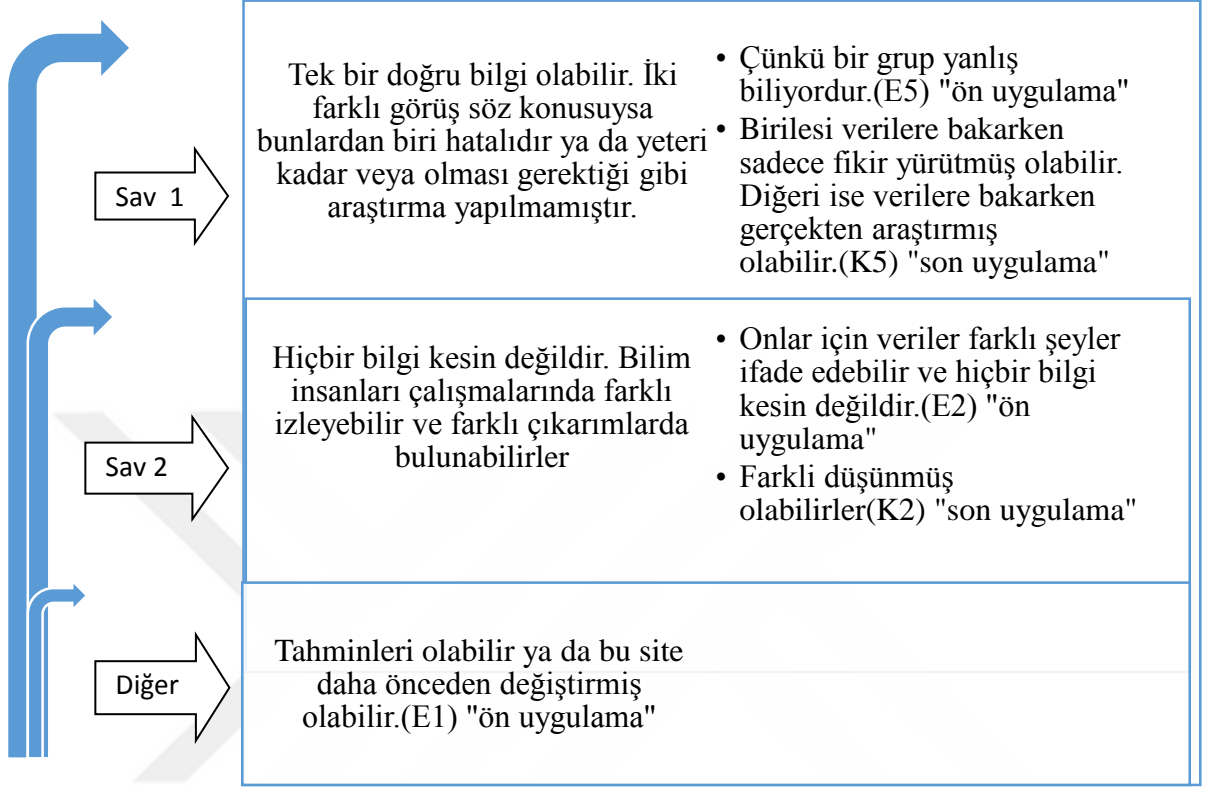 Sav 1
Tek bir doğru bilgi olabilir. İki
farklı görüş söz konusuysa
bunlardan biri hatalıdır ya da yeteri
kadar veya olması gerektiği gibi
araştırma yapılmamıştır.
• Çünkü bir grup yanlış
biliyordur.(E5) "ön uygulama"
• Birilesi verilere bakarken
sadece fikir yürütmüş olabilir.
Diğeri ise verilere bakarken
gerçekten araştırmış
olabilir.(K5) "son uygulama"
Sav 2
Hiçbir bilgi kesin değildir. Bilim
insanları çalışmalarında farklı
izleyebilir ve farklı çıkarımlarda
bulunabilirler
• Onlar için veriler farklı şeyler
ifade edebilir ve hiçbir bilgi
kesin değildir.(E2) "ön
uygulama"
• Farkli düşünmüş
olabilirler(K2) "son uygulama"
Diğer
Tahminleri olabilir ya da bu site
daha önceden değiştirmiş
olabilir.(E1) "ön uygulama"